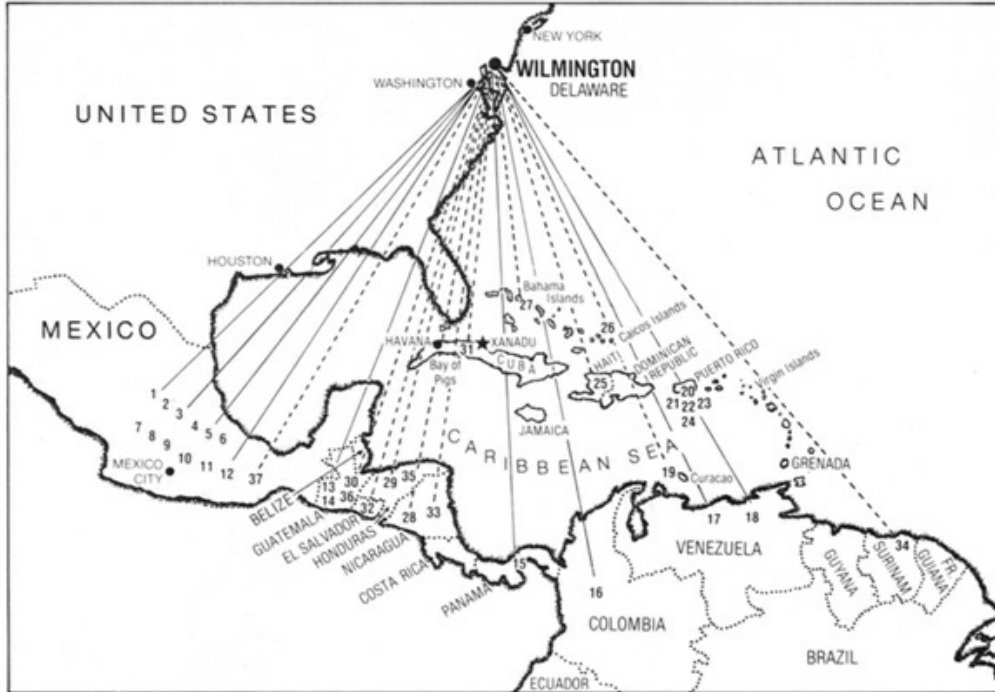 NEW YORK
WILMINGTON
DELAWARE
WASHINGTON
UNITED STATES
ATLANTIC
OCEAN
HOUSTON
MEXICO
Bahama
Islands
27
26
Caicos Islands
HAVANA
31
XANADU
CUBA
Bay of
Pigs
HAITI
25
DOMINICAN
REPUBLIC
PUERTO RICO
20
21
22
23
24
Virgin Islands
JAMAICA
1
2
3
4
5
6
7
8
9
10
11
12
37
MEXICO
CITY
CARIBBEAN SEA
19
Curacao
GRENADA
13
14
30
36
32
29
35
28
33
BELIZE
GUATEMALA
EL SALVADOR
HONDURAS
NICARAGUA
COSTA RICA
PANAMA
15
16
17
18
34
VENEZUELA
GUYANA
SURINAM
FR.
GUIANA
COLOMBIA
BRAZIL
ECUADOR